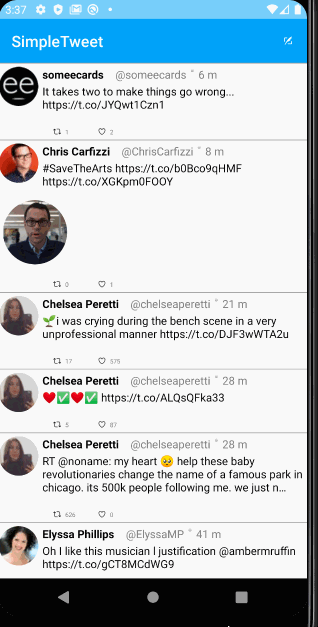 3:37
SimpleTweet
ee
someecards @someecards ° 6 m
It takes two to make things go wrong...
https://t.co/JYQwt1Czn1
1 2
Chris Carfizzi @ChrisCarfizzi ° 8 m
#SaveTheArts https://t.co/b0Bco9qHMF
https://t.co/XGKpm0FOOY
0 1
Chelsea Peretti @chelseaperetti ° 21 m
🌱i was crying during the bench scene in a very
unprofessional manner https://t.co/DJF3wWTA2u
17 575
Chelsea Peretti @chelseaperetti ° 28 m
❤️✅❤️✅ https://t.co/ALQsQFka33
5 87
Chelsea Peretti @chelseaperetti ° 28 m
RT @noname: my heart 🥺 help these baby
revolutionaries change the name of a famous park in
chicago. its 500k people following me. we just n...
626 0
Elyssa Phillips @ElyssaMP ° 41 m
Oh I like this musician I justification @ambermruffin
https://t.co/gCT8MCdWG9